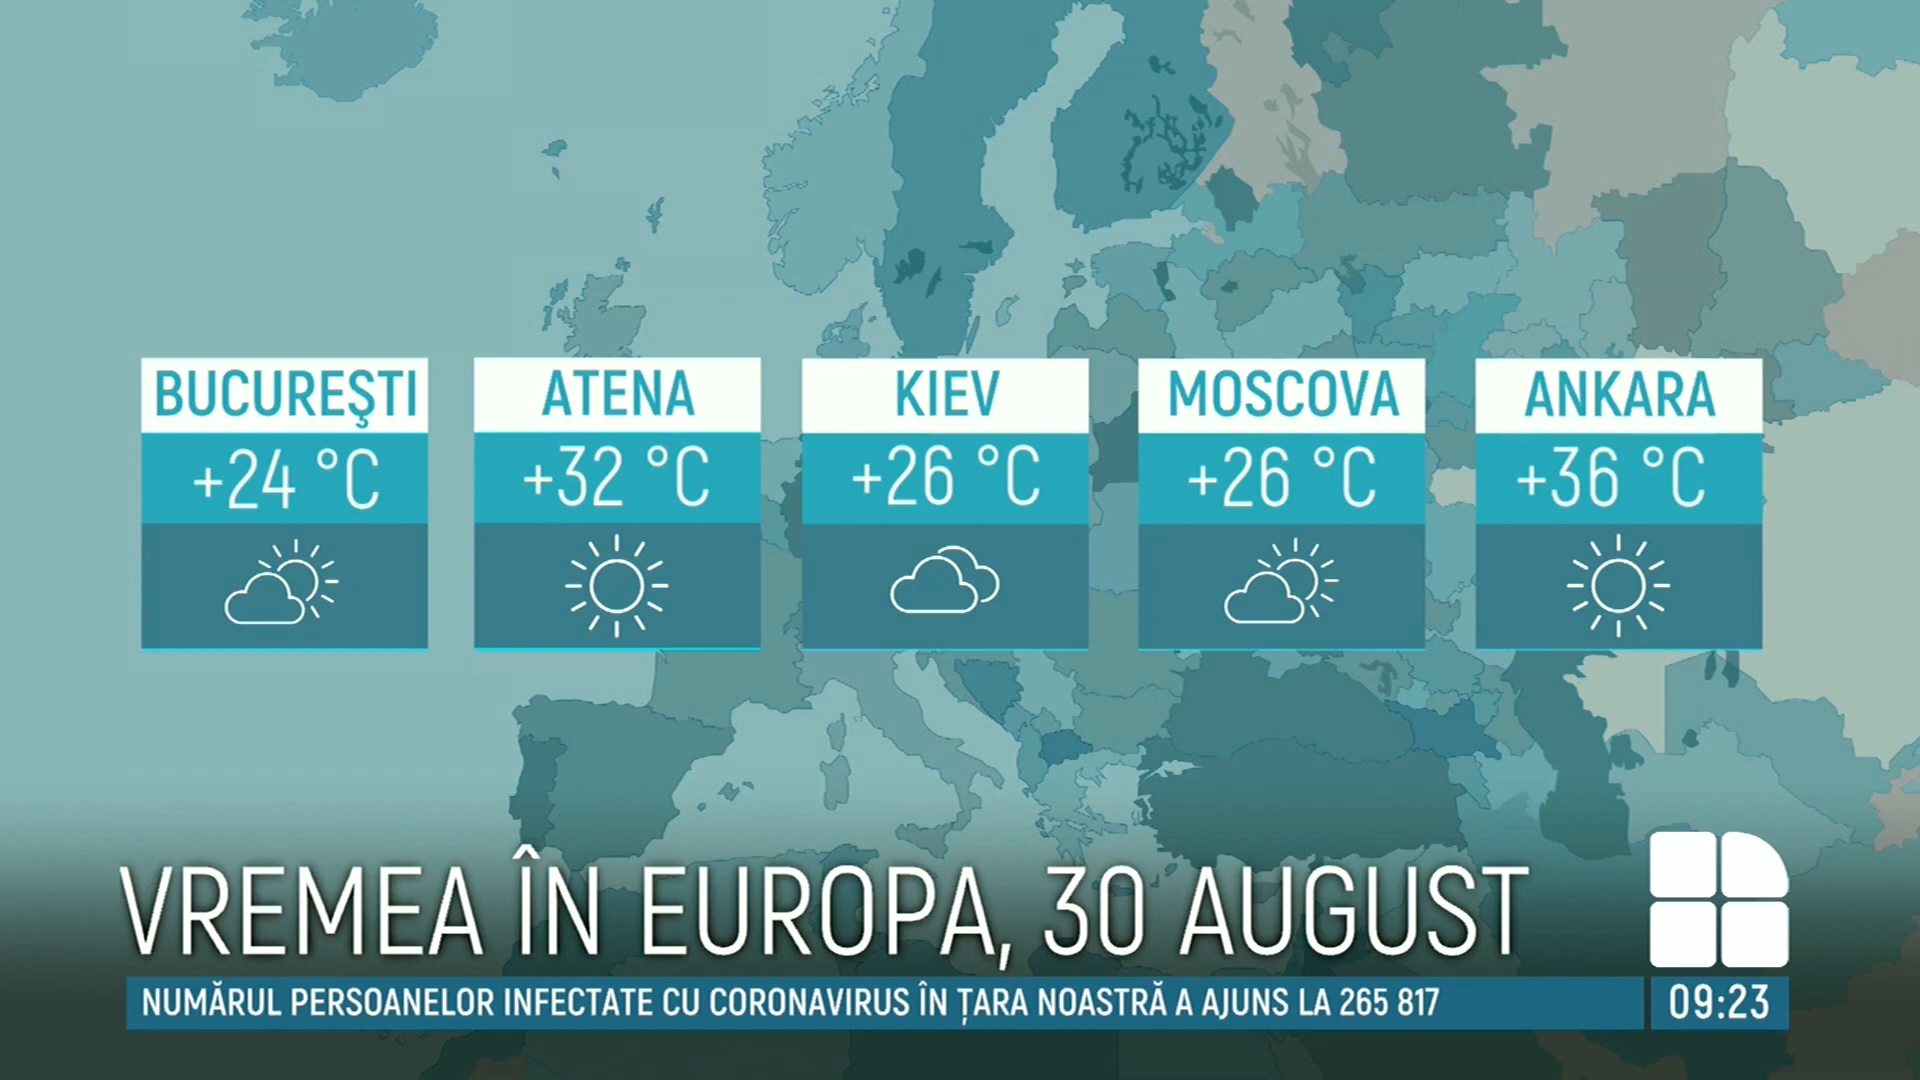 BUCUREŞTI
+24 °C
ATENA
+32 °C
KIEV
+26 °C
MOSCOVA
+26 °C
ANKARA
+36 °C
VREMEA ÎN EUROPA, 30 AUGUST
NUMĂRUL PERSOANELOR INFECTATE CU CORONAVIRUS ÎN ȚARA NOASTRĂ A AJUNS LA 265 817
09:23